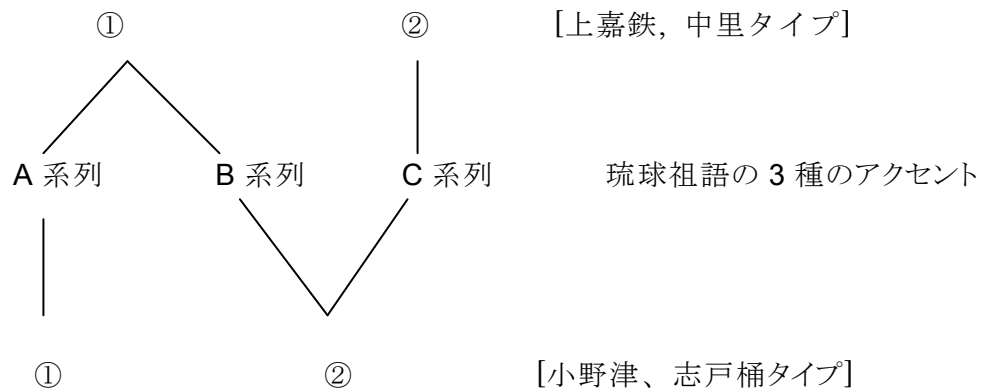 ① ② [上嘉鉄, 中里タイプ]
A 系列 B 系列 C 系列 琉球祖語の 3 種のアクセント
① ② [小野津、志戸桶タイプ]